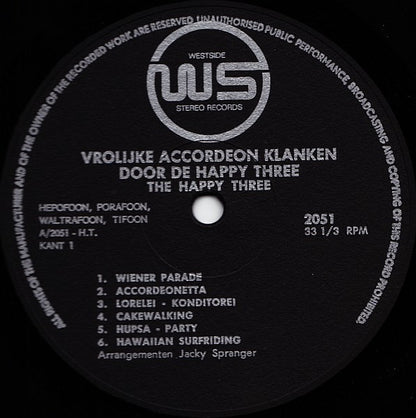 ALL RIGHTS OF THE MANUFACTURER AND OF THE OWNER OF THE RECORDED WORK ARE RESERVED. UNAUTHORISED PUBLIC PERFORMANCE, BROADCASTING AND COPYING OF THIS RECORD PROHIBITED.
WESTSIDE
WS
STEREO RECORDS
VROLIJKE ACCORDEON KLANKEN
DOOR DE HAPPY THREE
THE HAPPY THREE
HEPOFOON, PORAFOON,
WALTRAFOON, TIFOON
A/2051 - H.T.
KANT 1
2051
33 1/3 RPM
1. WIENER PARADE
2. ACCORDEONETTA
3. LORELEI - KONDITOREI
4. CAKEWALKING
5. HUPSA - PARTY
6. HAWAIIAN SURFRIDING
Arrangementen Jacky Spranger